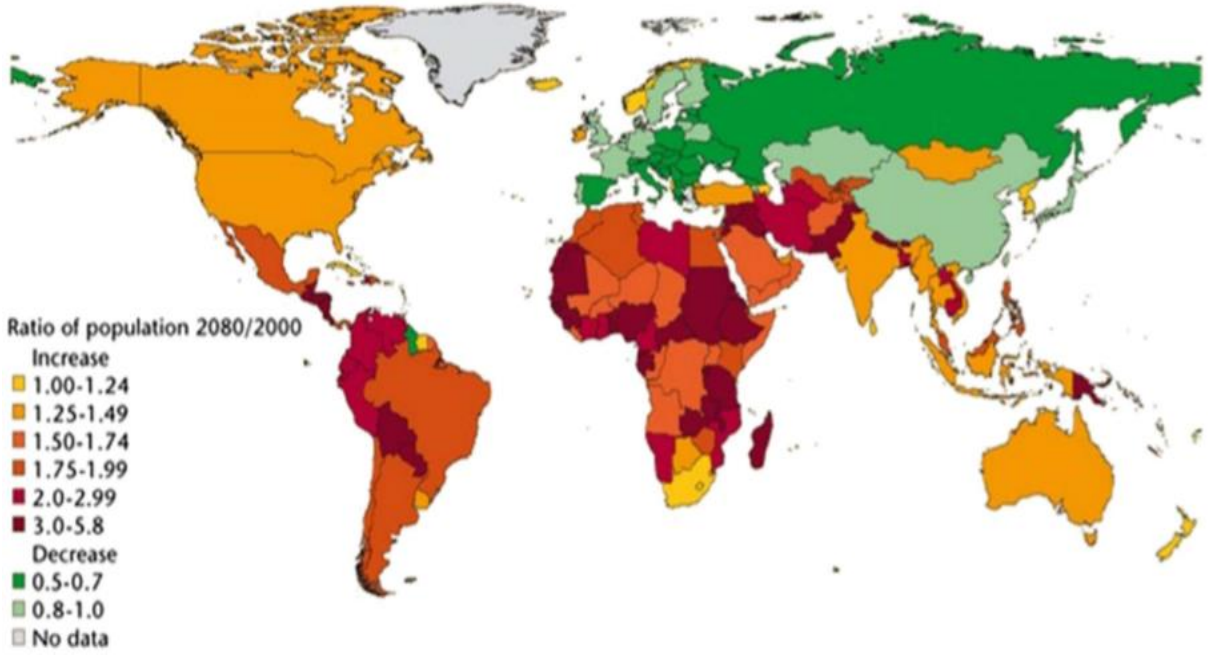 Ratio of population 2080/2000
Increase
1.00-1.24
1.25-1.49
1.50-1.74
1.75-1.99
2.0-2.99
3.0-5.8
Decrease
0.5-0.7
0.8-1.0
No data